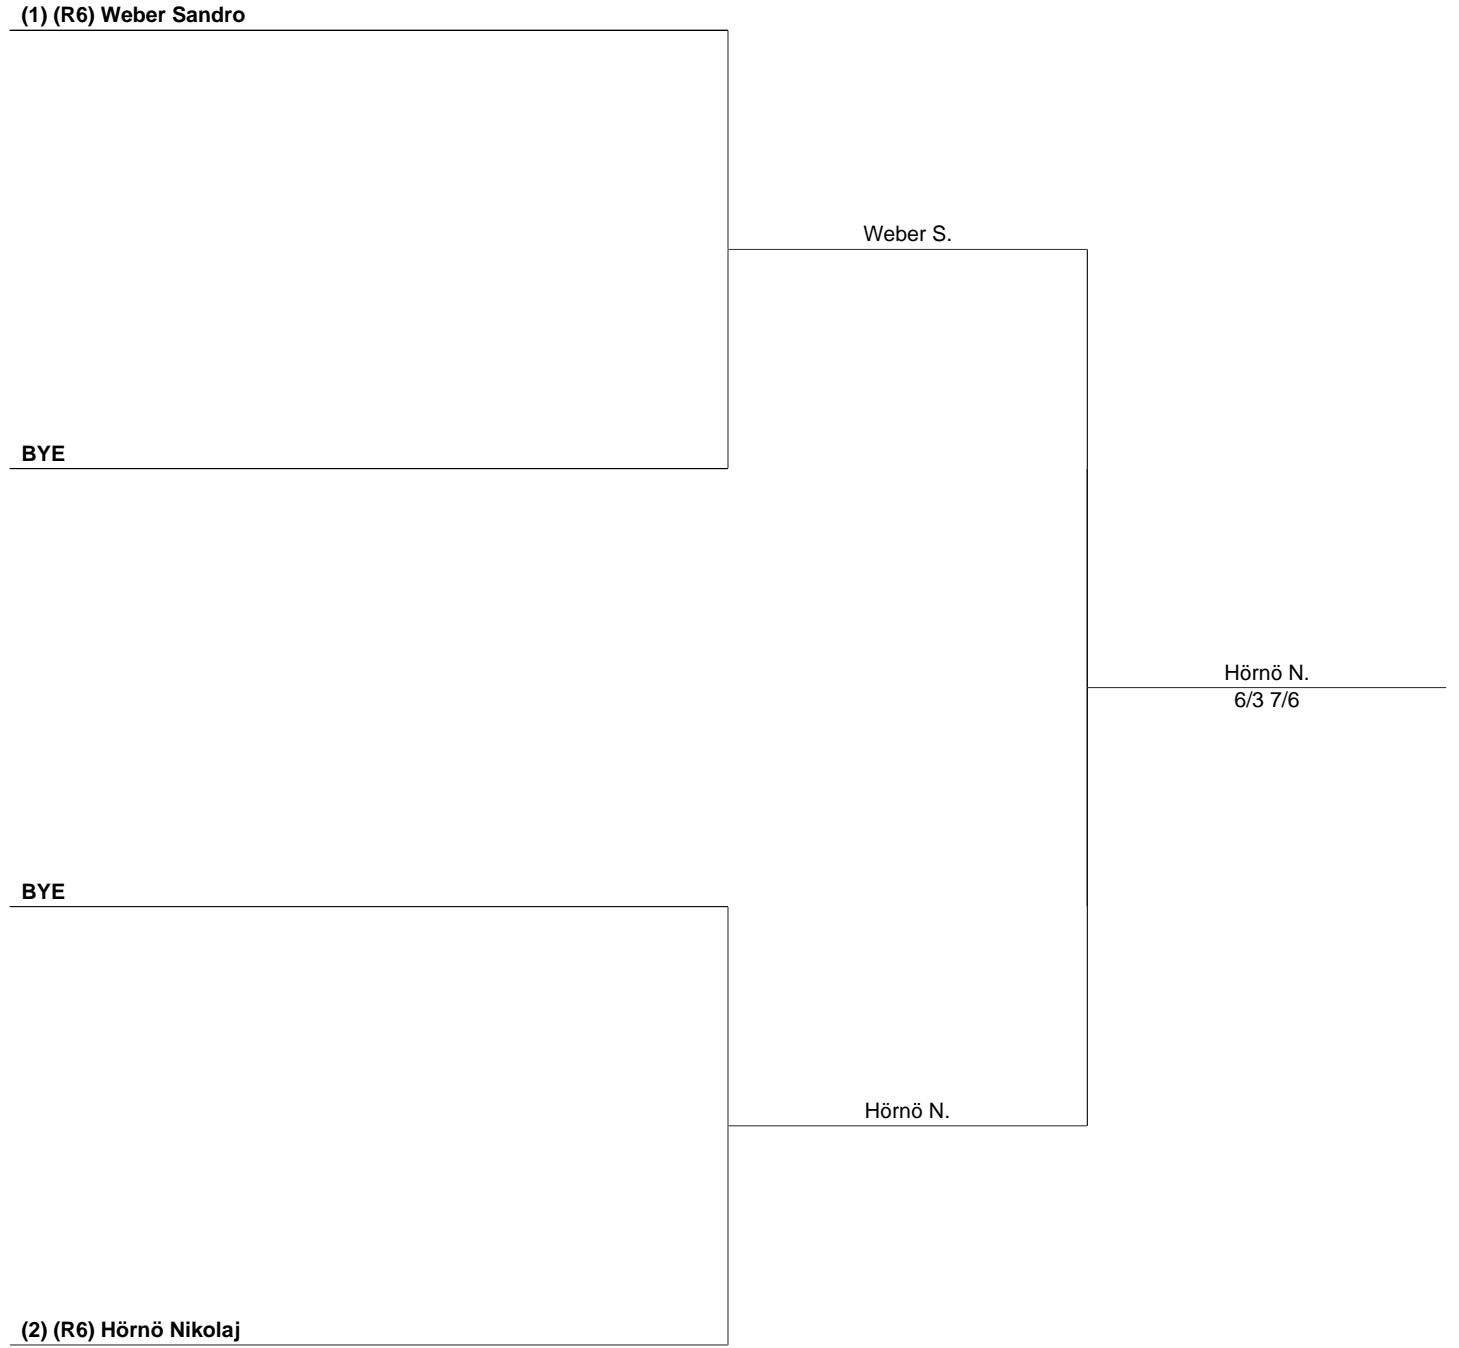 (1) (R6) Weber Sandro
Weber S.
BYE
Hörnö N.
6/3 7/6
BYE
Hörnö N.
(2) (R6) Hörnö Nikolaj